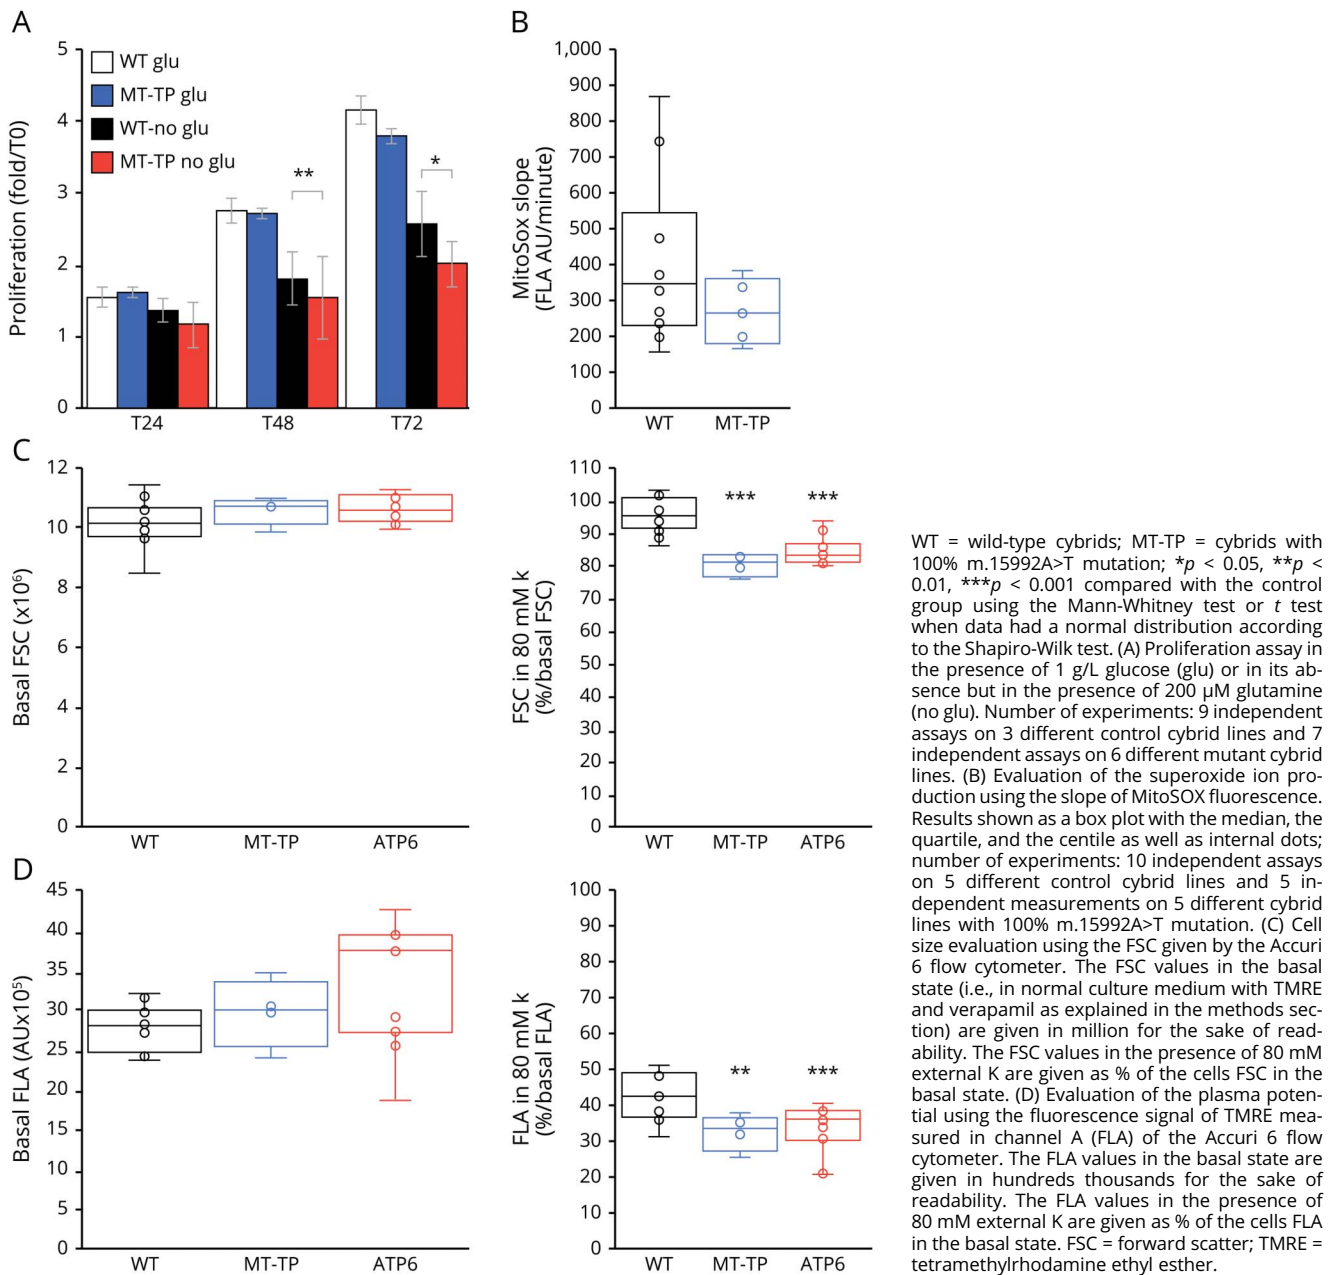 A
5
4
3
2
1
0
Proliferation (fold/T0)
WT glu
MT-TP glu
WT-no glu
MT-TP no glu
**
*
T24
T48
T72
B
1,000
900
800
700
600
500
400
300
200
100
0
MitoSox slope
(FLA AU/minute)
WT
MT-TP
C
12
10
8
6
4
2
0
Basal FSC (x10⁶)
WT
MT-TP
ATP6
110
100
90
80
70
60
50
40
30
20
10
0
FSC in 80 mM k
(%/basal FSC)
***
***
WT
MT-TP
ATP6
D
45
40
35
30
25
20
15
10
5
0
Basal FLA (AUx10⁵)
WT
MT-TP
ATP6
100
90
80
70
60
50
40
30
20
10
0
FLA in 80 mM k
(%/basal FLA)
**
***
WT
MT-TP
ATP6
WT = wild-type cybrids; MT-TP = cybrids with
100% m.15992A>T mutation; *p < 0.05, **p <
0.01, ***p < 0.001 compared with the control
group using the Mann-Whitney test or t test
when data had a normal distribution according
to the Shapiro-Wilk test. (A) Proliferation assay in
the presence of 1 g/L glucose (glu) or in its ab-
sence but in the presence of 200 μM glutamine
(no glu). Number of experiments: 9 independent
assays on 3 different control cybrid lines and 7
independent assays on 6 different mutant cybrid
lines. (B) Evaluation of the superoxide ion pro-
duction using the slope of MitoSOX fluorescence.
Results shown as a box plot with the median, the
quartile, and the centile as well as internal dots;
number of experiments: 10 independent assays
on 5 different control cybrid lines and 5 in-
dependent measurements on 5 different cybrid
lines with 100% m.15992A>T mutation. (C) Cell
size evaluation using the FSC given by the Accuri
6 flow cytometer. The FSC values in the basal
state (i.e., in normal culture medium with TMRE
and verapamil as explained in the methods sec-
tion) are given in million for the sake of read-
ability. The FSC values in the presence of 80 mM
external K are given as % of the cells FSC in the
basal state. (D) Evaluation of the plasma poten-
tial using the fluorescence signal of TMRE mea-
sured in channel A (FLA) of the Accuri 6 flow
cytometer. The FLA values in the basal state are
given in hundreds thousands for the sake of
readability. The FLA values in the presence of
80 mM external K are given as % of the cells FLA
in the basal state. FSC = forward scatter; TMRE =
tetramethylrhodamine ethyl esther.